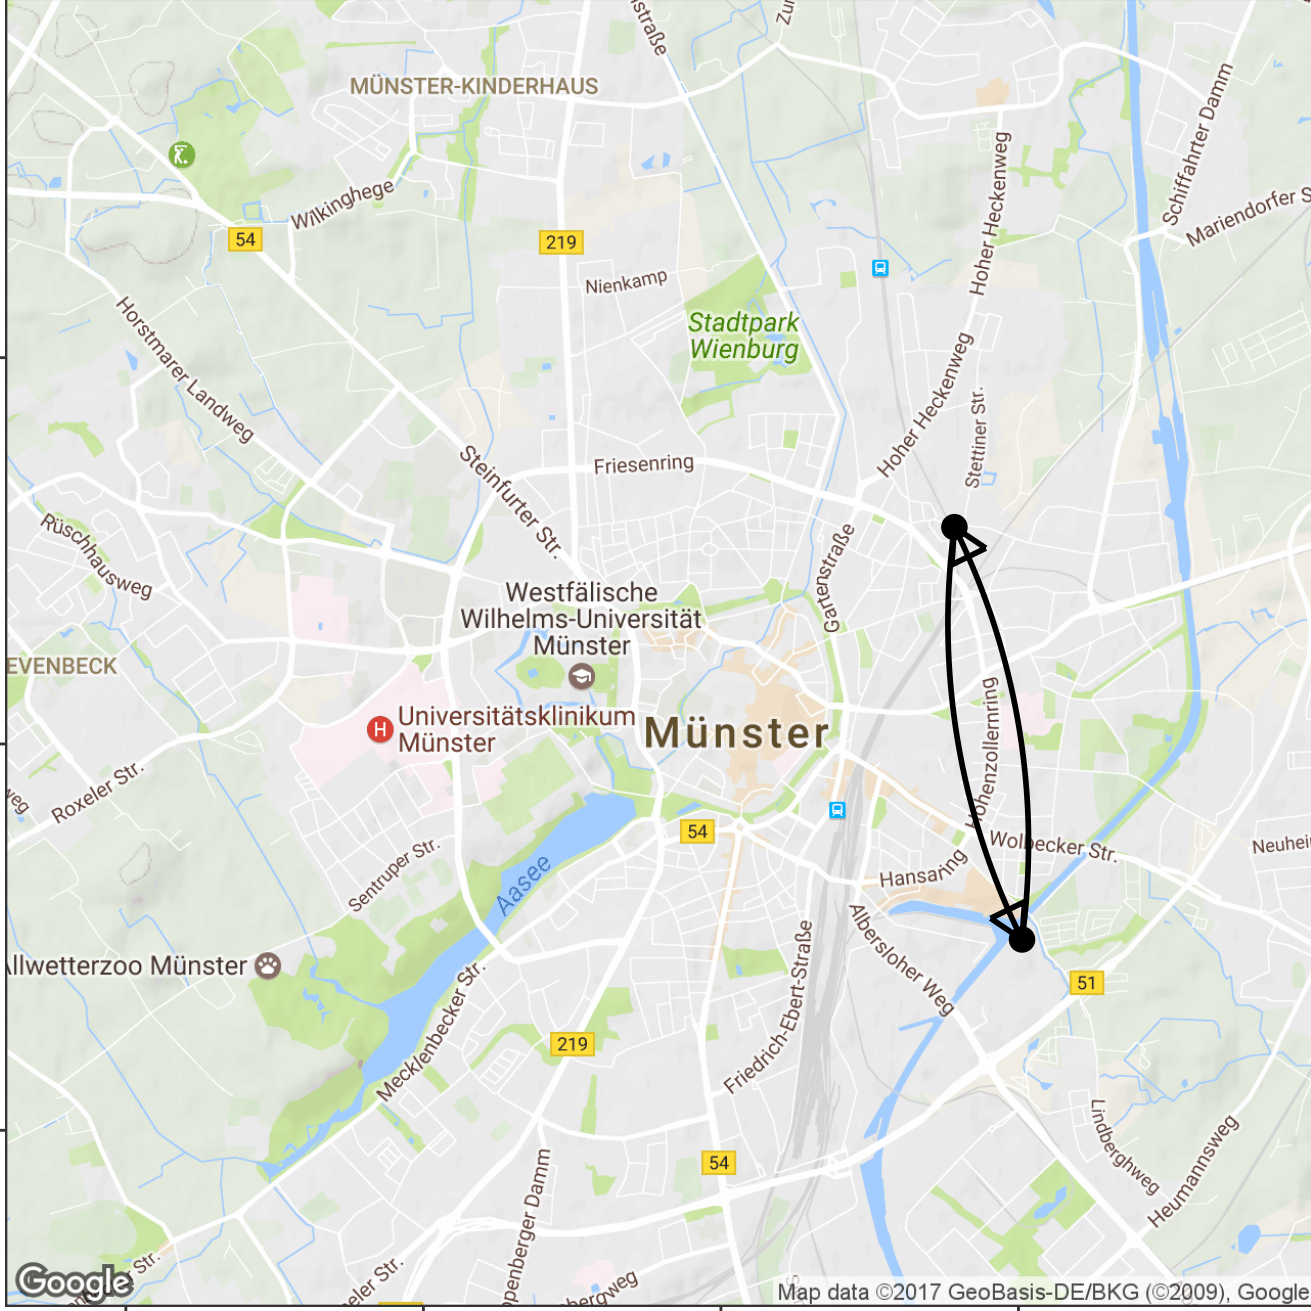 MÜNSTER-KINDERHAUS
Schiffahrter Damm
Hoher Heckenweg
Wilkinghege
54
219
Nienkamp
Stadtpark
Wienburg
Horstmarer Landweg
Hoher Heckenweg
Stettiner Str.
Steinfurter Str.
Friesenring
Rüschhausweg
Gartenstraße
Westfälische
Wilhelms-Universität
Münster
EVENBECK
H
Universitätsklinikum
Münster
Münster
Hohenzollernring
Roxeler Str.
weg
54
Wolbecker Str.
Sentruper Str.
Hansaring
Aasee
Albersloher Weg
Allwetterzoo Münster
51
Friedrich-Ebert-Straße
Mecklenbecker Str.
219
Lindberghweg
Heumannsweg
54
Google
Map data ©2017 GeoBasis-DE/BKG (©2009), Google